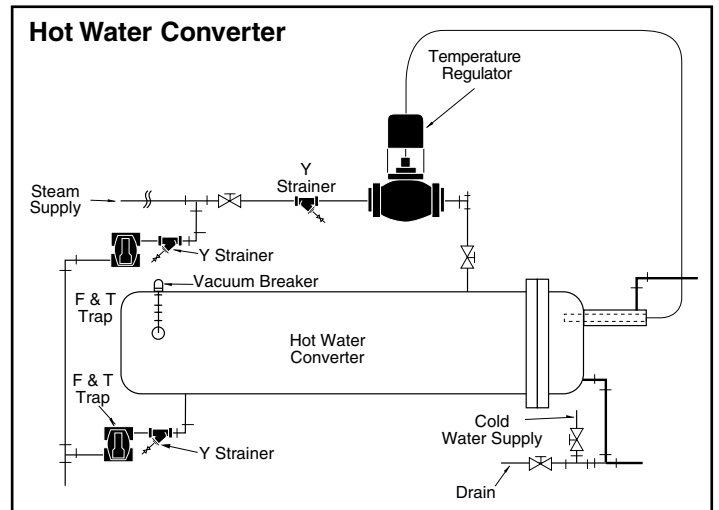 Hot Water Converter
Temperature
Regulator
Y
Strainer
Steam
Supply
Y Strainer
Vacuum Breaker
F & T
Trap
Hot Water
Converter
F & T
Trap
Cold
Water Supply
Y Strainer
Drain